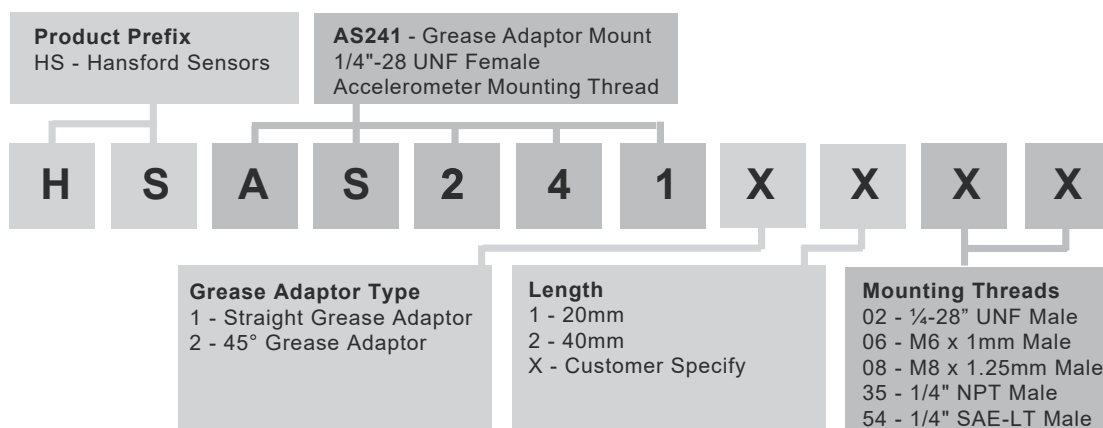 Product Prefix
HS - Hansford Sensors
AS241 - Grease Adaptor Mount
1/4"-28 UNF Female
Accelerometer Mounting Thread
H S A S 2 4 1 X X X X
Grease Adaptor Type
1 - Straight Grease Adaptor
2 - 45° Grease Adaptor
Length
1 - 20mm
2 - 40mm
X - Customer Specify
Mounting Threads
02 - ¼-28” UNF Male
06 - M6 x 1mm Male
08 - M8 x 1.25mm Male
35 - 1/4" NPT Male
54 - 1/4" SAE-LT Male